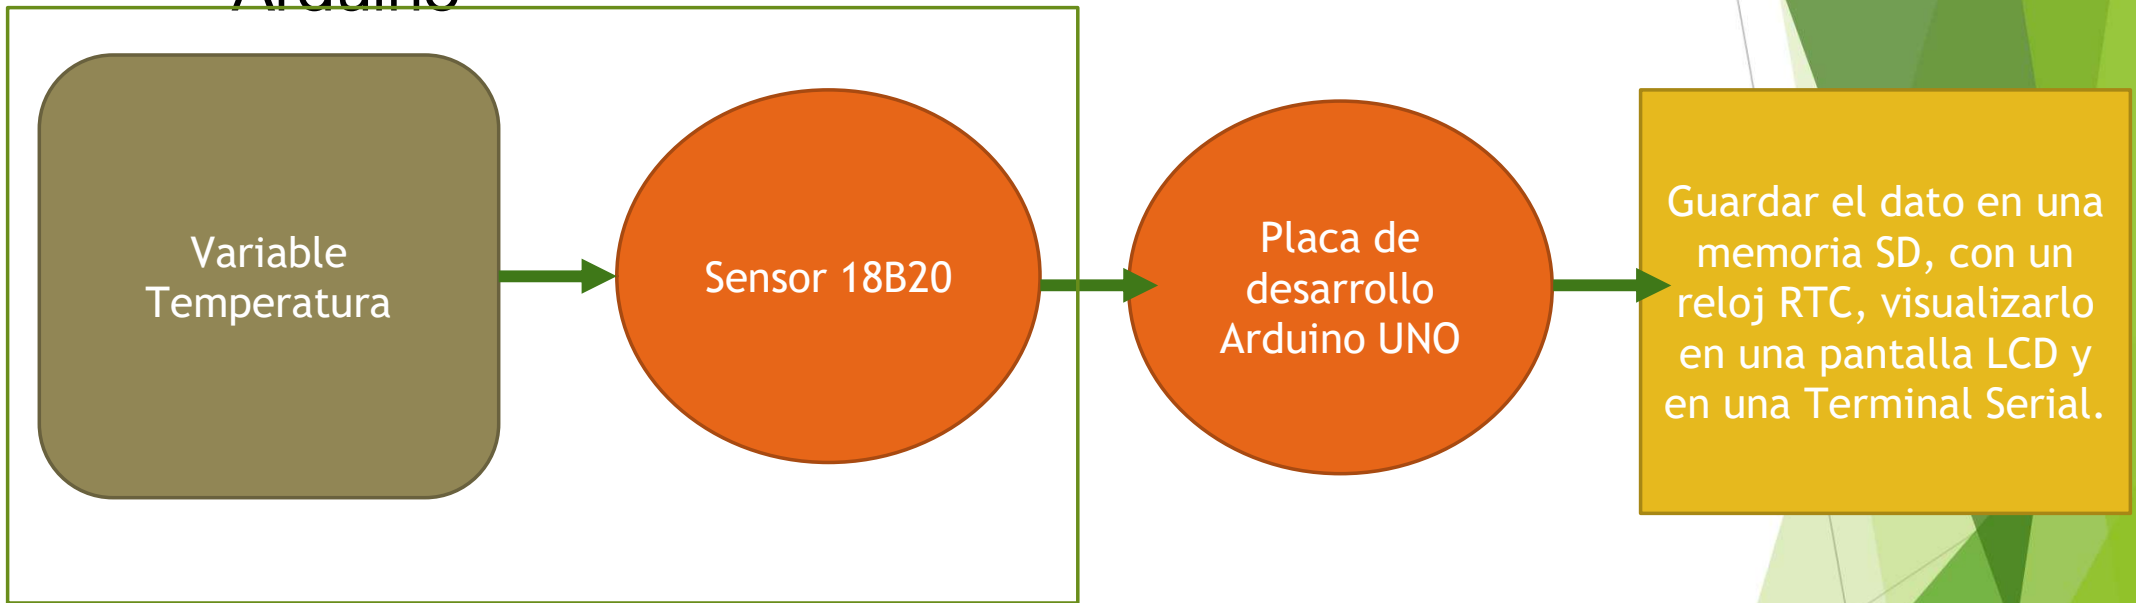 Arduino
Variable
Temperatura
Sensor 18B20
Placa de
desarrollo
Arduino UNO
Guardar el dato en una
memoria SD, con un
reloj RTC, visualizarlo
en una pantalla LCD y
en una Terminal Serial.